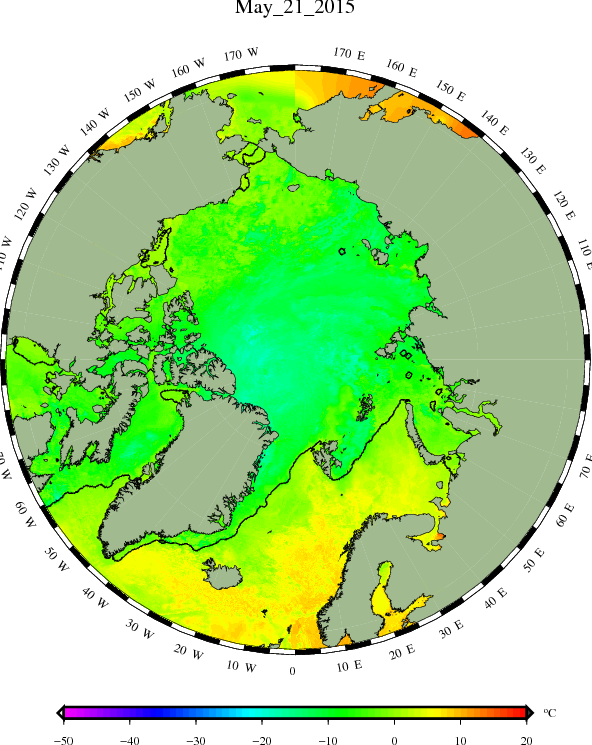 May_21_2015
170 W
170 E
160 W
160 E
150 W
150 E
140 W
140 E
130 W
130 E
120 W
120 E
110 E
70 E
60 W
60 E
50 W
50 E
40 W
40 E
30 W
30 E
20 W
20 E
10 W
10 E
0
°C
−50 −40 −30 −20 −10 0 10 20